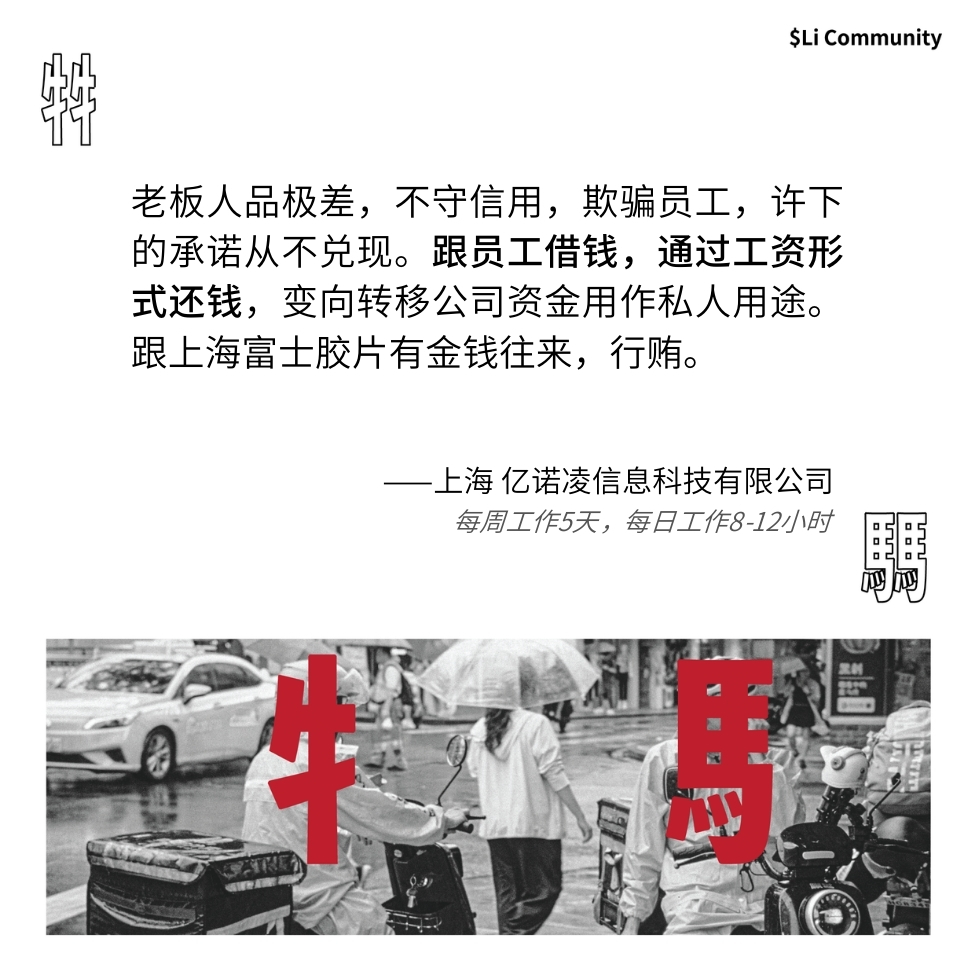 $Li Community
牜牜
老板人品极差，不守信用，欺骗员工，许下
的承诺从不兑现。跟员工借钱，通过工资形
式还钱，变向转移公司资金用作私人用途。
跟上海富士胶片有金钱往来，行贿。
——上海 亿诺凌信息科技有限公司
每周工作5天，每日工作8-12小时
馬馬
牜 馬